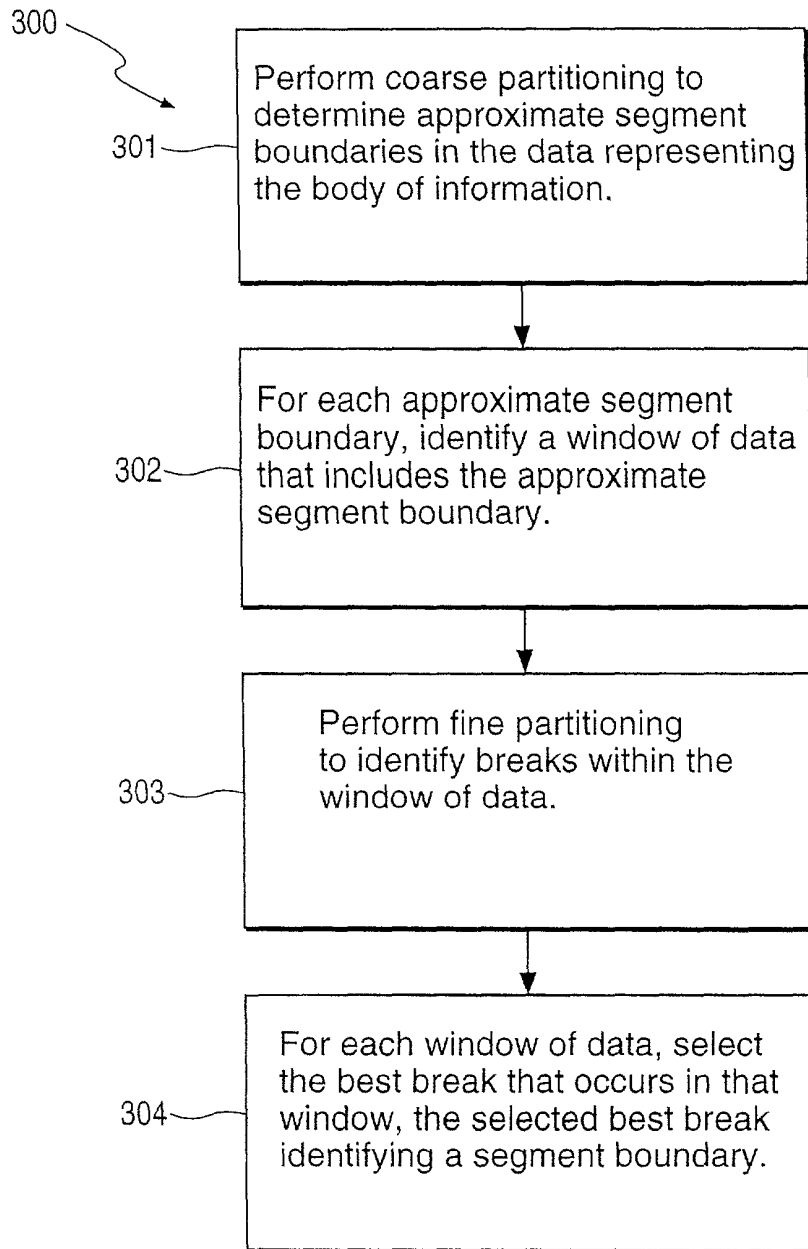 300
Perform coarse partitioning to
determine approximate segment
boundaries in the data representing
the body of information.
301
For each approximate segment
boundary, identify a window of data
that includes the approximate
segment boundary.
302
Perform fine partitioning
to identify breaks within the
window of data.
303
For each window of data, select
the best break that occurs in that
window, the selected best break
identifying a segment boundary.
304